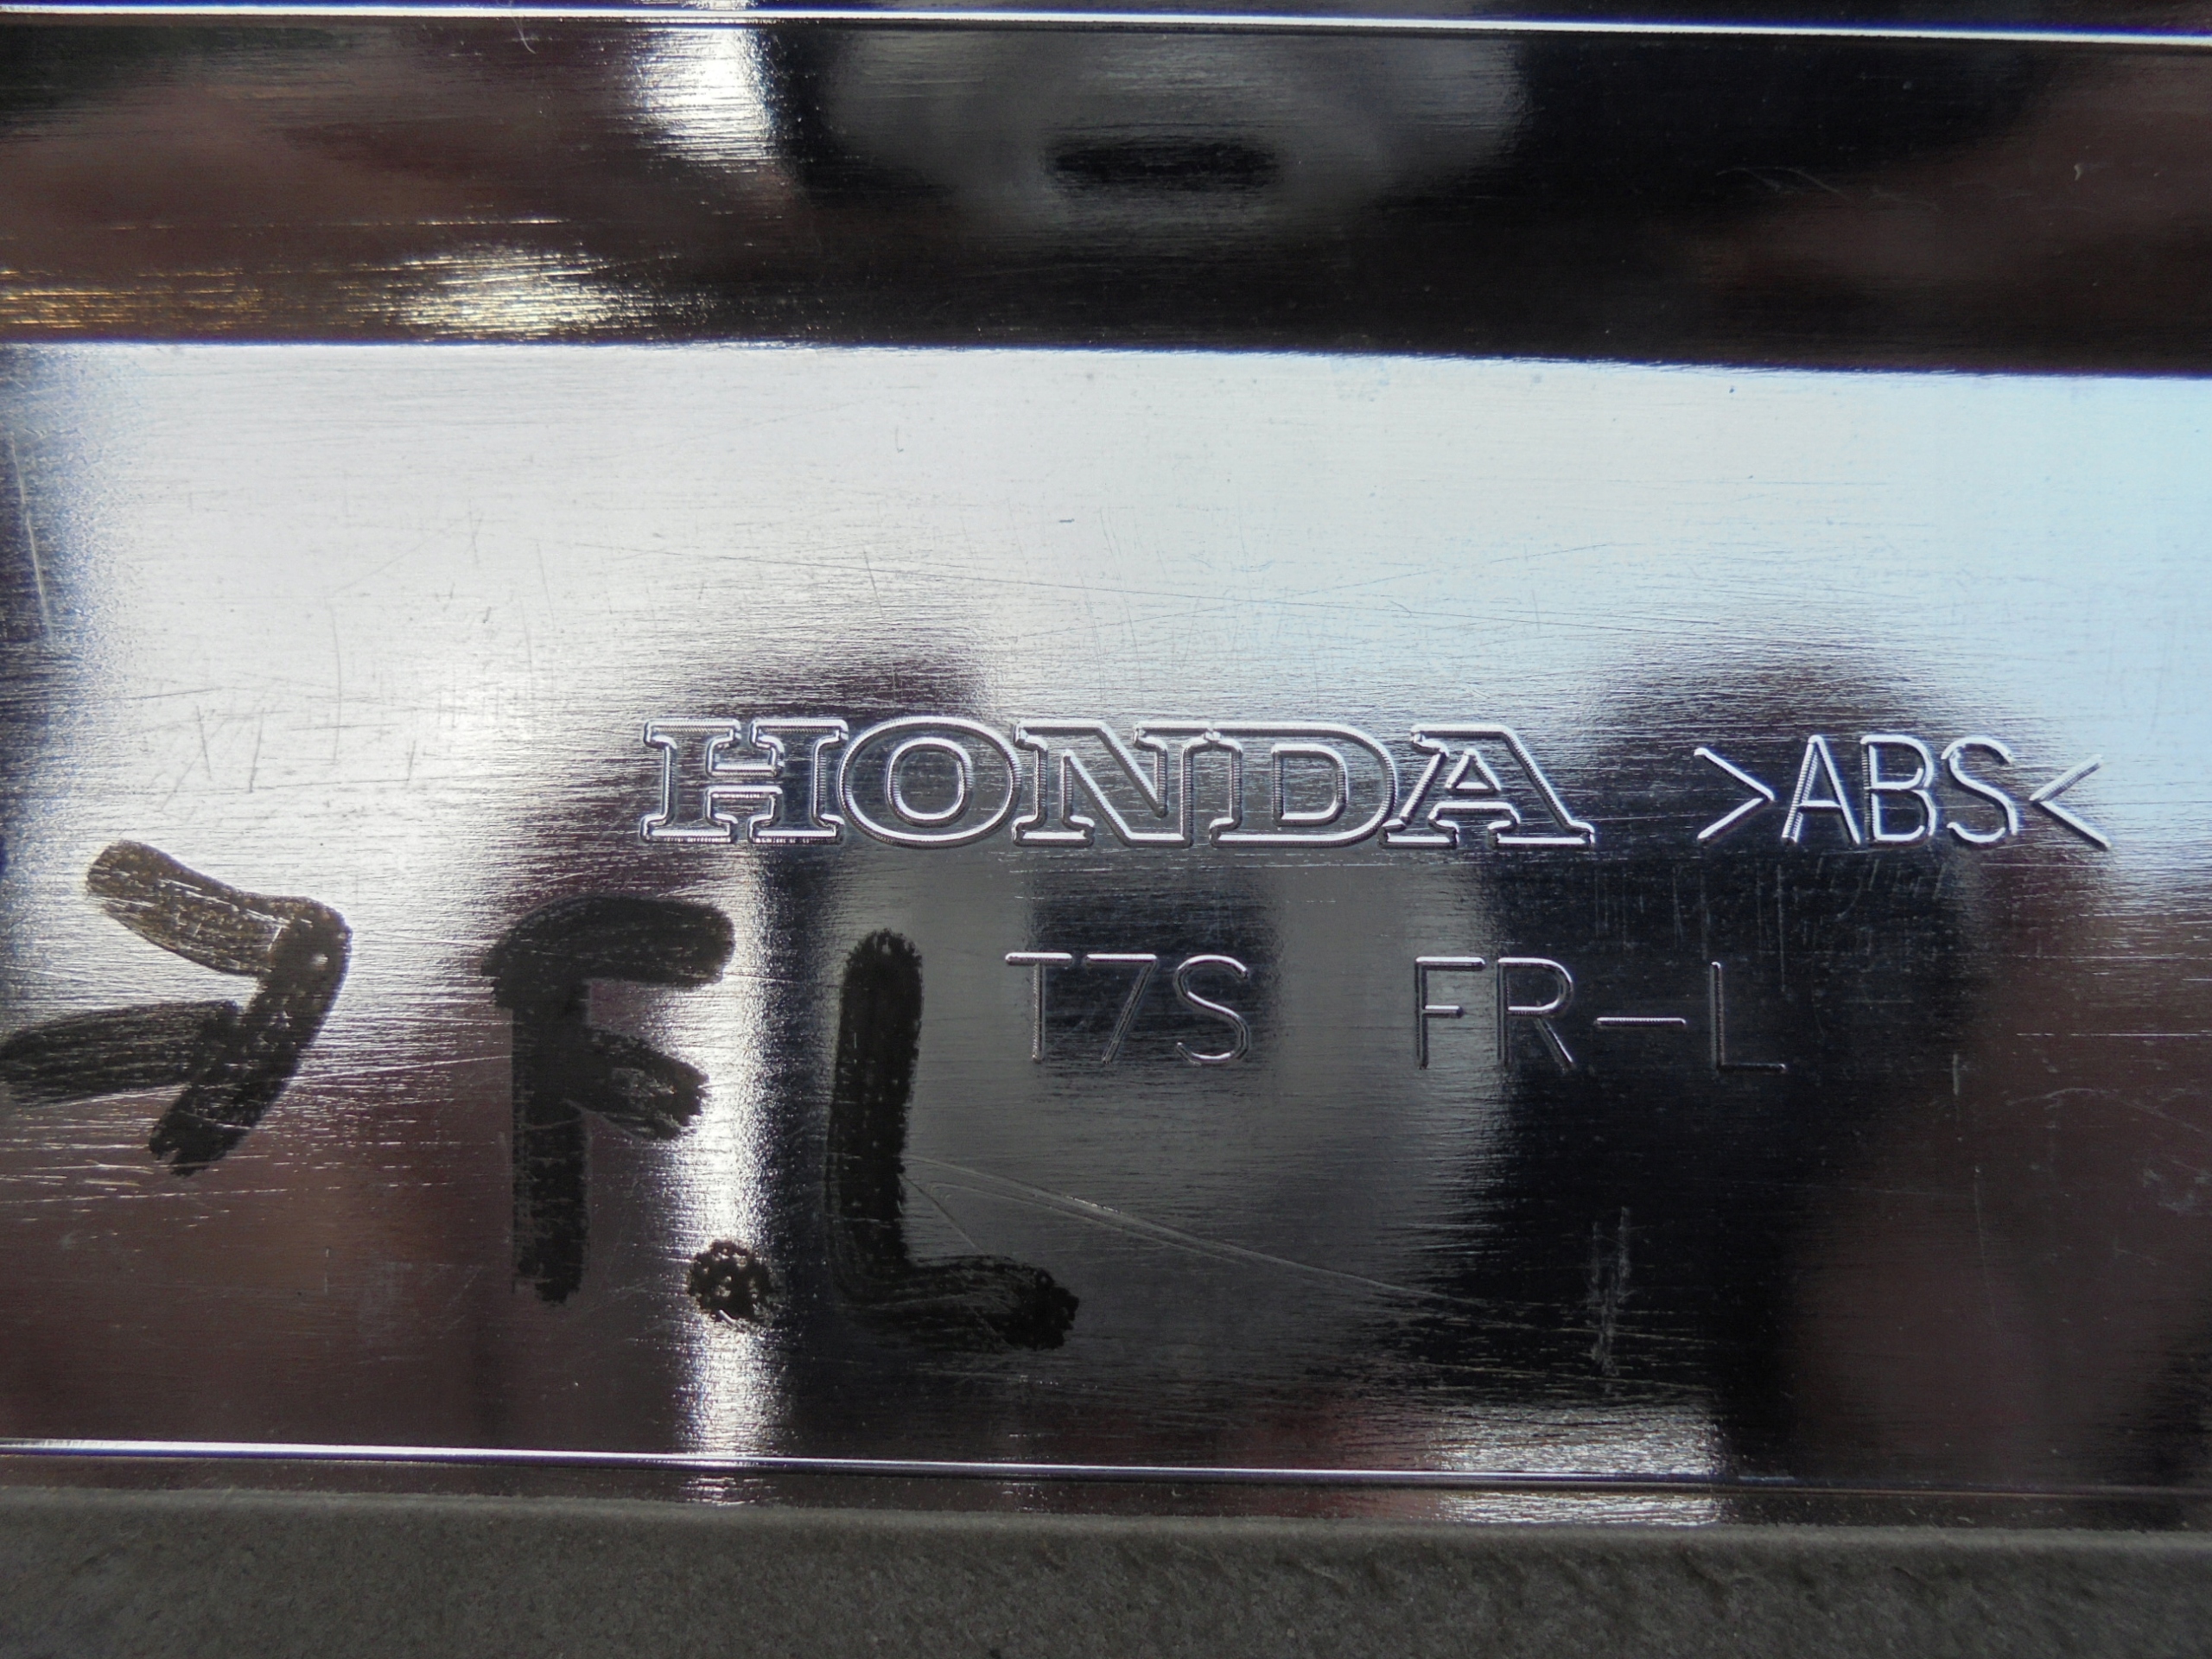 HONDA >ABS<
T7S FR-L
F.L